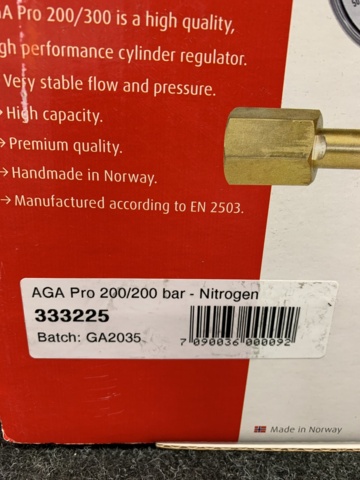 Pro 200/300 is a high quality,
high performance cylinder regulator.
Very stable flow and pressure.
→ High capacity.
→ Premium quality.
→ Handmade in Norway.
→ Manufactured according to EN 2503.
AGA Pro 200/200 bar - Nitrogen
333225
Batch: GA2035
7 090036 000092
Made in Norway